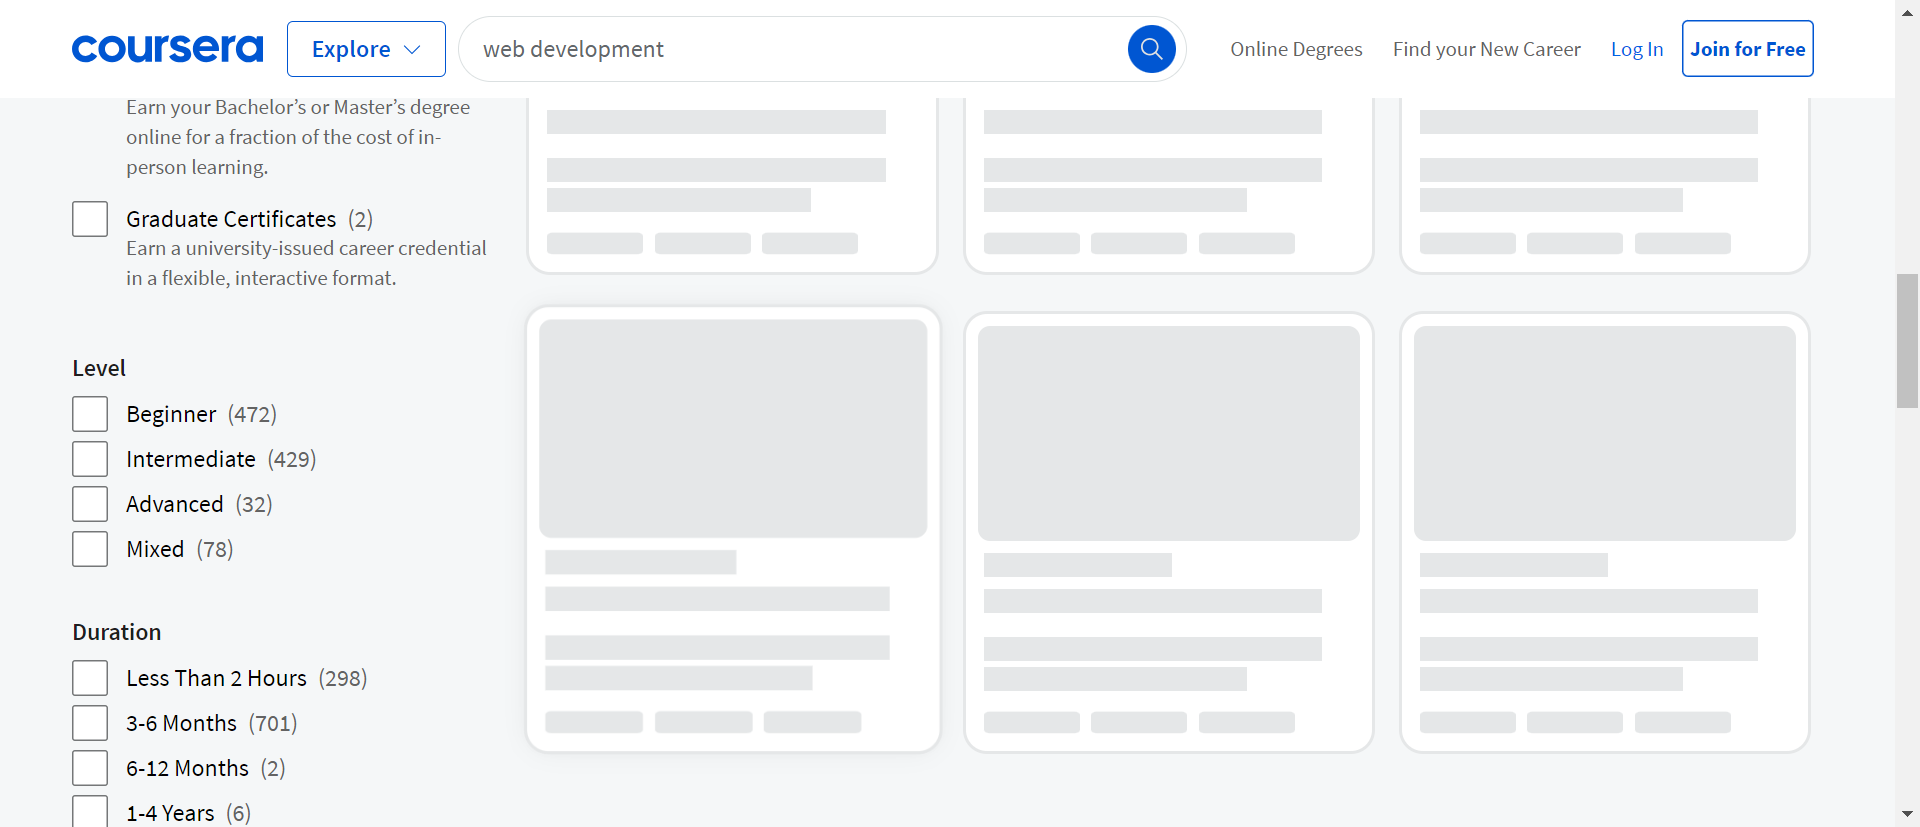 coursera
Explore
web development
Online Degrees
Find your New Career
Log In
Join for Free
Earn your Bachelor’s or Master’s degree
online for a fraction of the cost of in-
person learning.
Graduate Certificates (2)
Earn a university-issued career credential
in a flexible, interactive format.
Level
Beginner (472)
Intermediate (429)
Advanced (32)
Mixed (78)
Duration
Less Than 2 Hours (298)
3-6 Months (701)
6-12 Months (2)
1-4 Years (6)